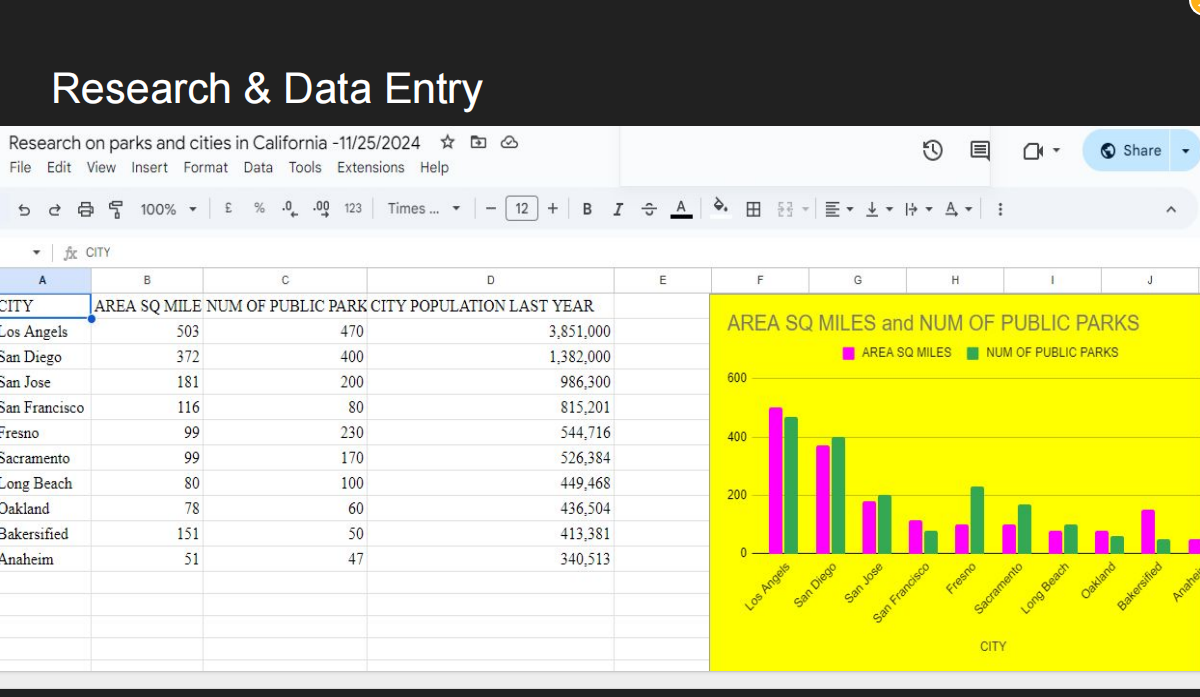 Research & Data Entry
Research on parks and cities in California -11/25/2024
File Edit View Insert Format Data Tools Extensions Help
Share
100% £ % .0 .00 123 Times ... 12 B I A A
fx CITY
A B C D E F G H I J
CITY AREA SQ MILE NUM OF PUBLIC PARK CITY POPULATION LAST YEAR
Los Angels 503 470 3,851,000
San Diego 372 400 1,382,000
San Jose 181 200 986,300
San Francisco 116 80 815,201
Fresno 99 230 544,716
Sacramento 99 170 526,384
Long Beach 80 100 449,468
Oakland 78 60 436,504
Bakersified 151 50 413,381
Anaheim 51 47 340,513
AREA SQ MILES and NUM OF PUBLIC PARKS
AREA SQ MILES NUM OF PUBLIC PARKS
600
400
200
0
Los Angels San Diego San Jose San Francisco Fresno Sacramento Long Beach Oakland Bakersified Anahei
CITY